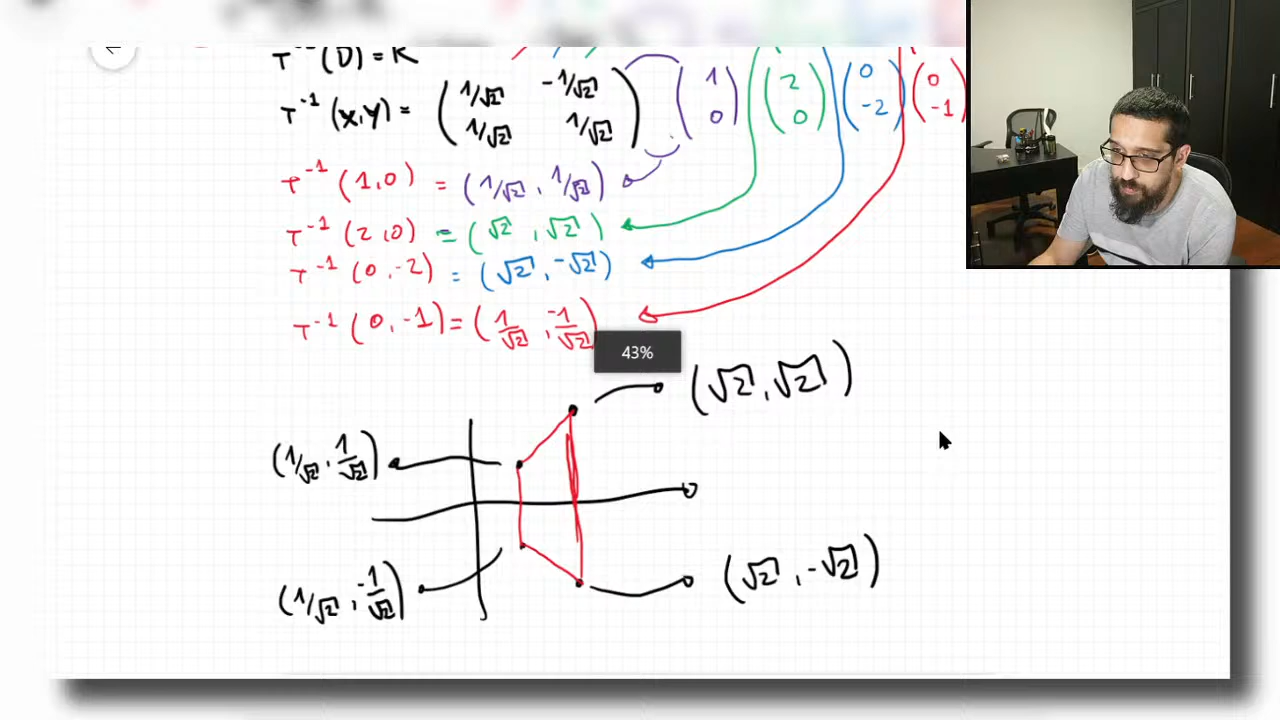 T⁻¹(D) = R
T⁻¹(x,y) = (1/√2 -1/√2
1/√2 1/√2) (1 0) (2 0) (0 -2) (0 -1)
T⁻¹(1,0) = (1/√2, 1/√2)
T⁻¹(2,0) = (√2, √2)
T⁻¹(0,-2) = (√2, -√2)
T⁻¹(0,-1) = (1/√2, -1/√2)
43%
(√2, √2)
(1/√2, 1/√2)
(√2, -√2)
(1/√2, -1/√2)